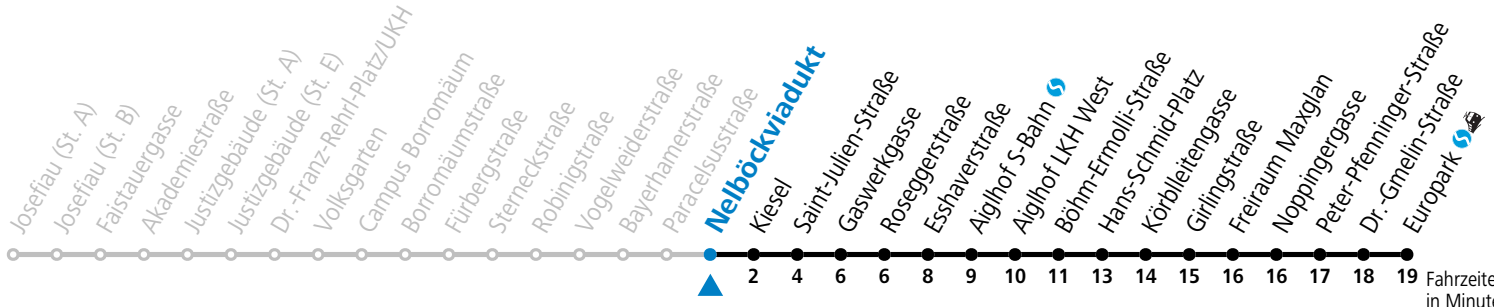 Josefiau (St. A)
Josefiau (St. B)
Faistauergasse
Akademiestraße
Justizgebäude (St. A)
Justizgebäude (St. E)
Dr.-Franz-Rehrl-Platz/UKH
Volksgarten
Campus Borromäum
Borromäumstraße
Fürbergstraße
Sterneckstraße
Robinigstraße
Vogelweiderstraße
Bayerhamerstraße
Paracelsusstraße
Nelböckviadukt
Kiesel
Saint-Julien-Straße
Gaswerkgasse
Roseggerstraße
Esshaverstraße
Aiglhof S-Bahn
Aiglhof LKH West
Böhm-Ermolli-Straße
Hans-Schmid-Platz
Körblleitengasse
Girlingstraße
Freiraum Maxglan
Noppingergasse
Peter-Pfenninger-Straße
Dr.-Gmelin-Straße
Europark
2 4 6 6 8 9 10 11 13 14 15 16 16 17 18 19 Fahrzeite
in Minute